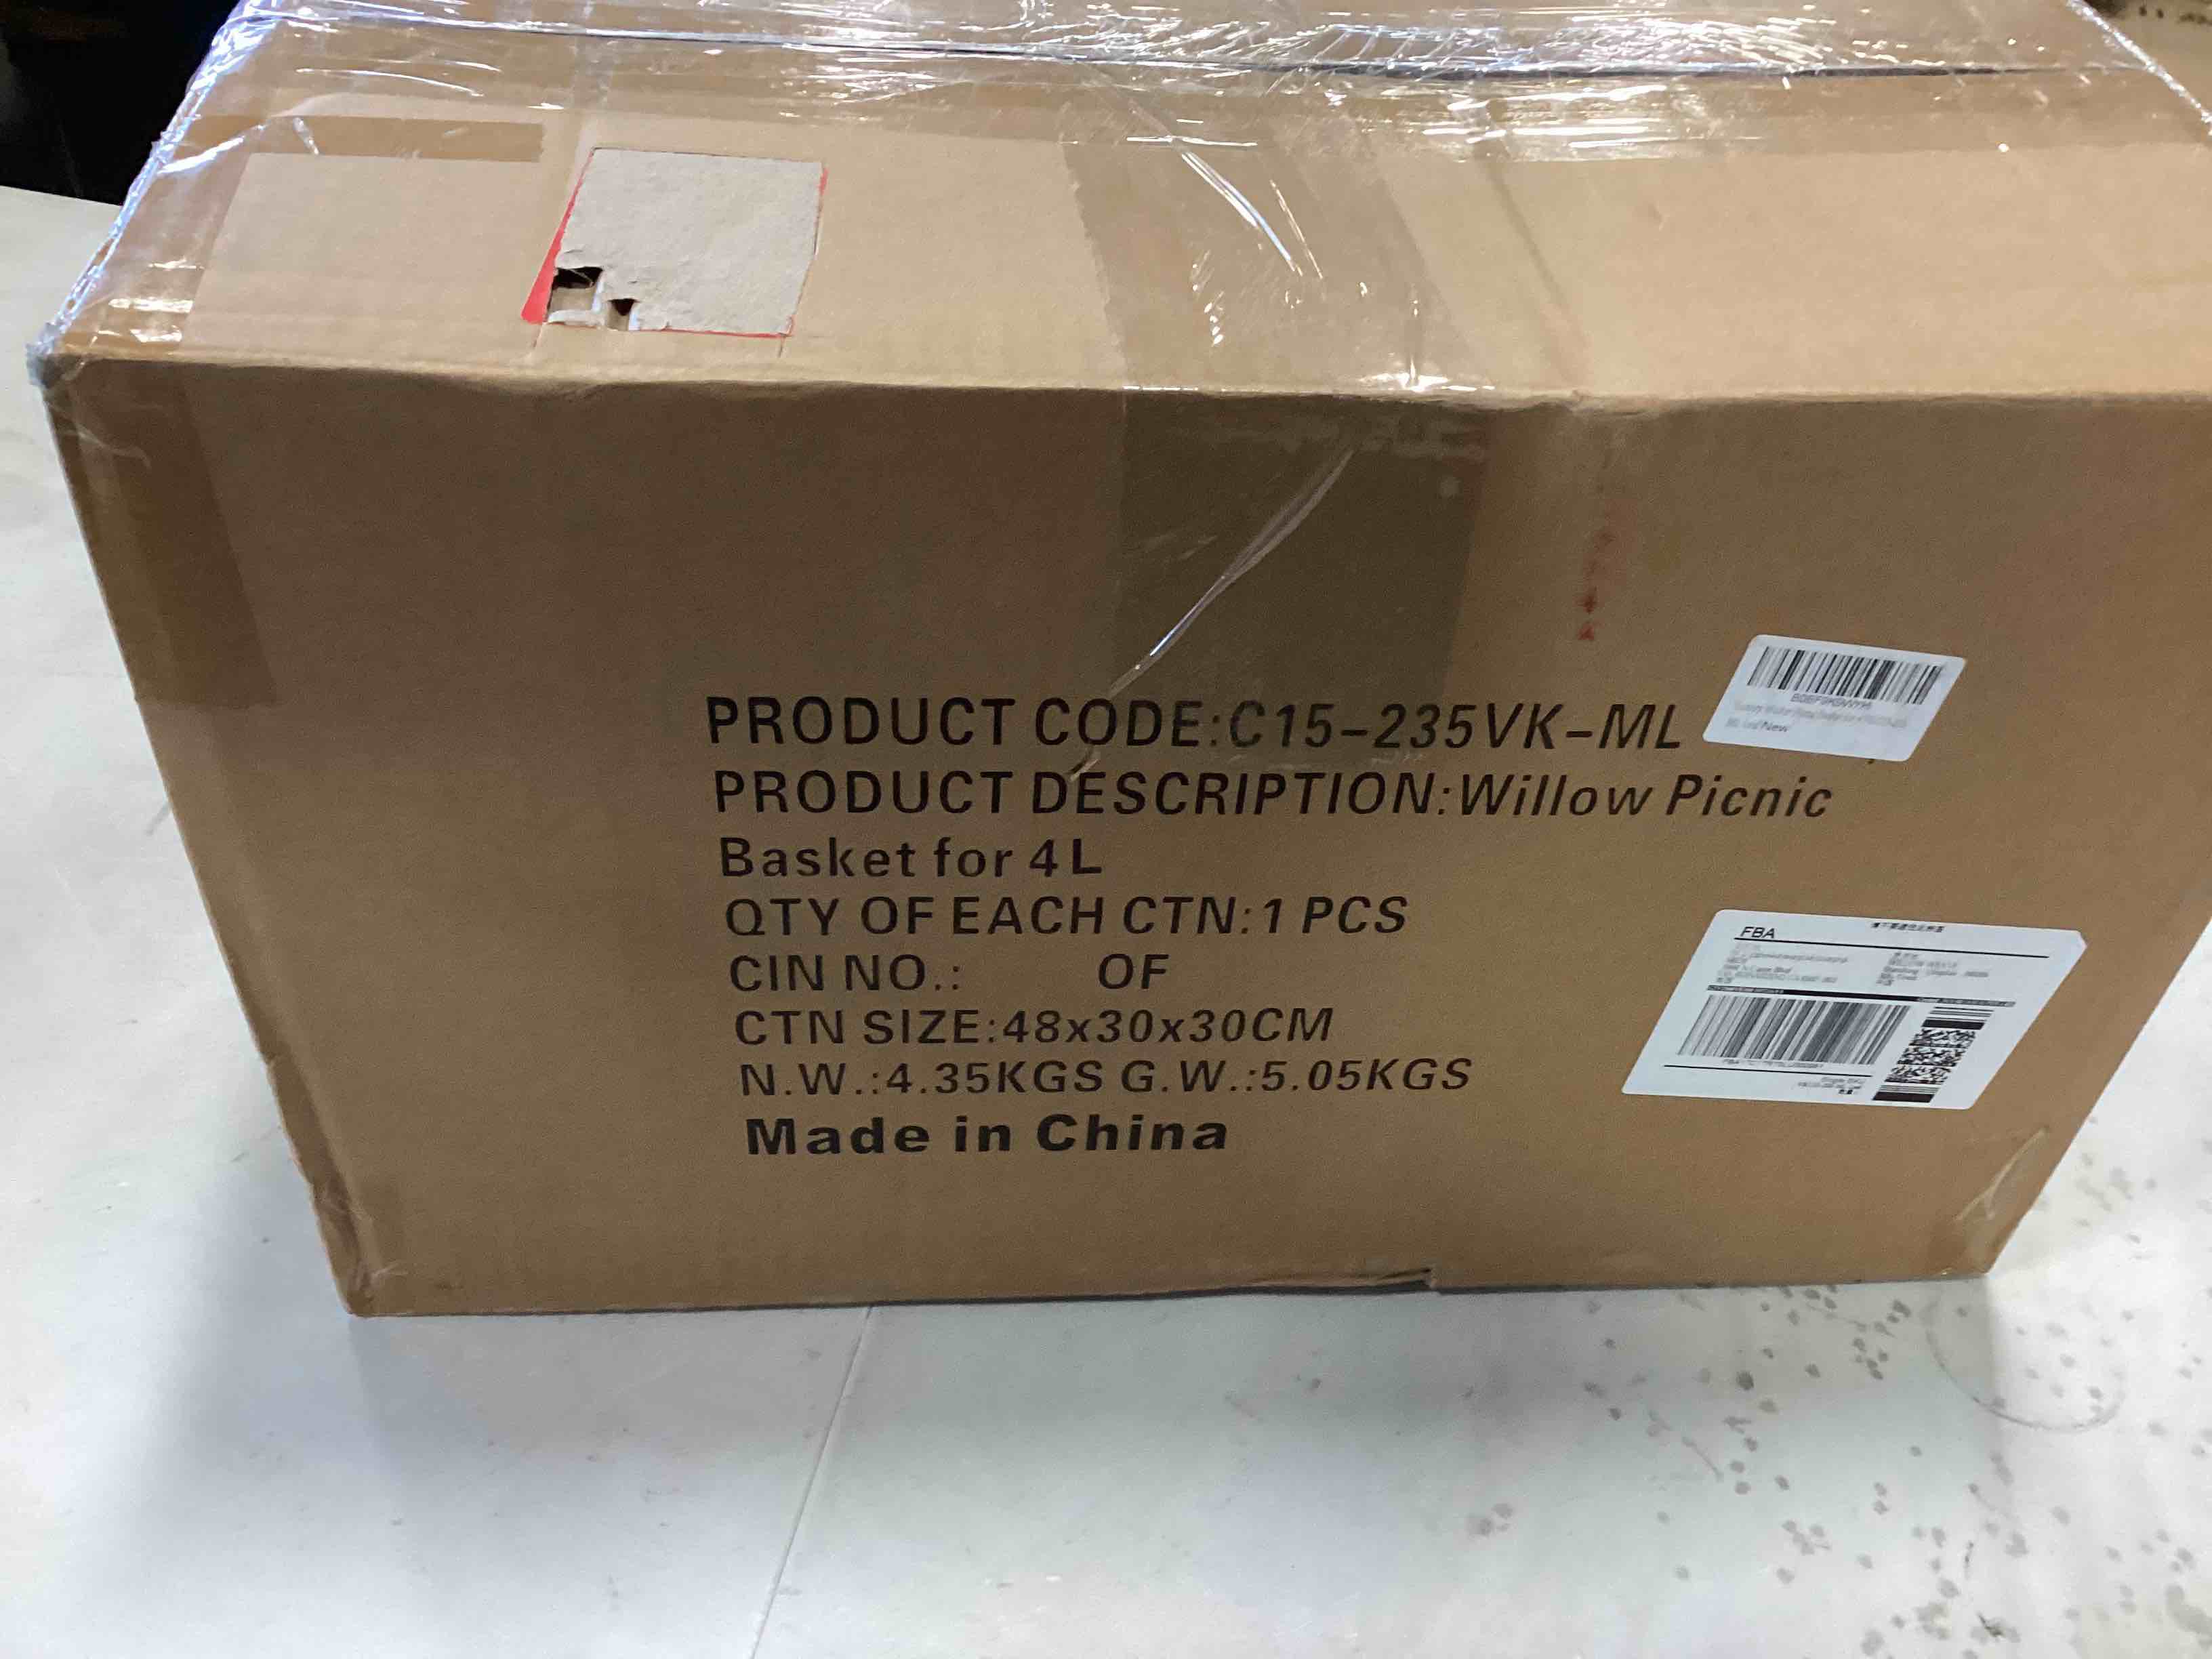 PRODUCT CODE:C15-235VK-ML
PRODUCT DESCRIPTION:Willow Picnic
Basket for 4L
QTY OF EACH CTN:1 PCS
CIN NO.: OF
CTN SIZE:48x30x30CM
N.W.:4.35KGS G.W.:5.05KGS
Made in China
New
FBA